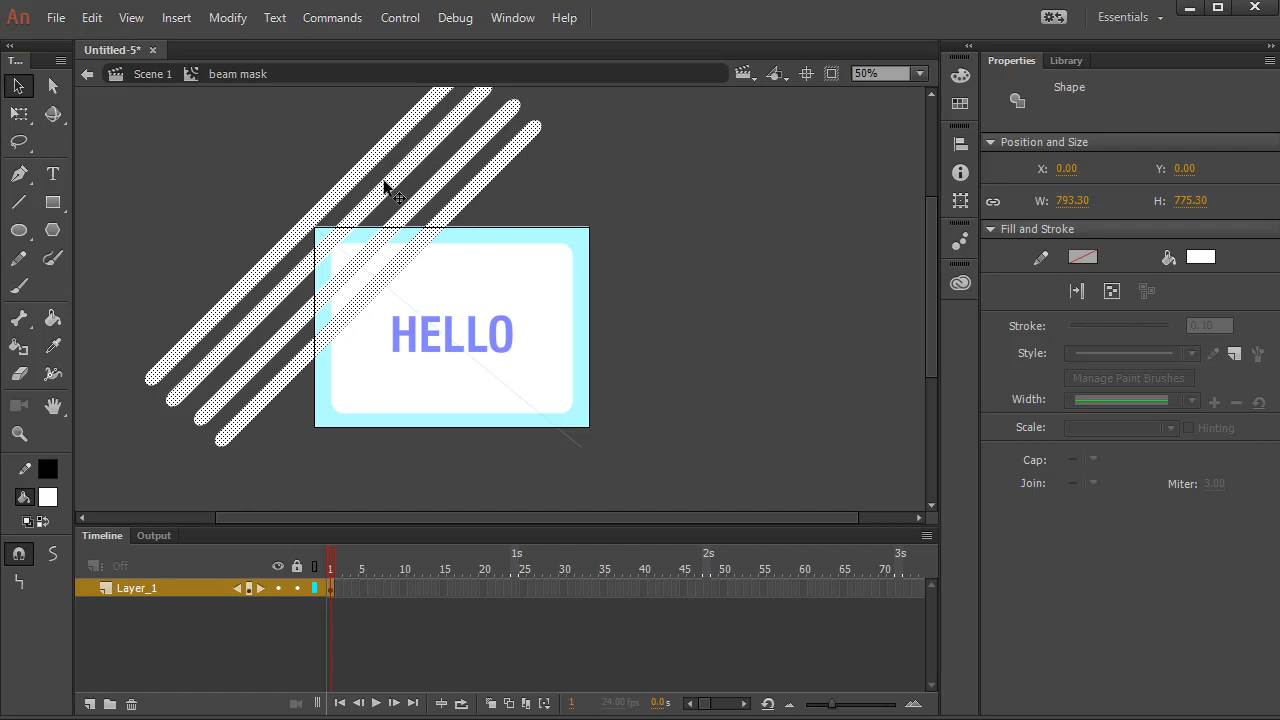 An File Edit View Insert Modify Text Commands Control Debug Window Help Essentials
Untitled-5*
T...
Scene 1 beam mask 50%
Properties Library
Shape
Position and Size
X: 0.00 Y: 0.00
W: 793.30 H: 775.30
Fill and Stroke
Stroke: 0.10
Style:
Manage Paint Brushes
Width:
Scale: Hinting
Cap:
Join: Miter: 3.00
HELLO
Timeline Output
Off 1s 2s 3s
1 5 10 15 20 25 30 35 40 45 50 55 60 65 70
Layer_1
1 24.00 fps 0.0s